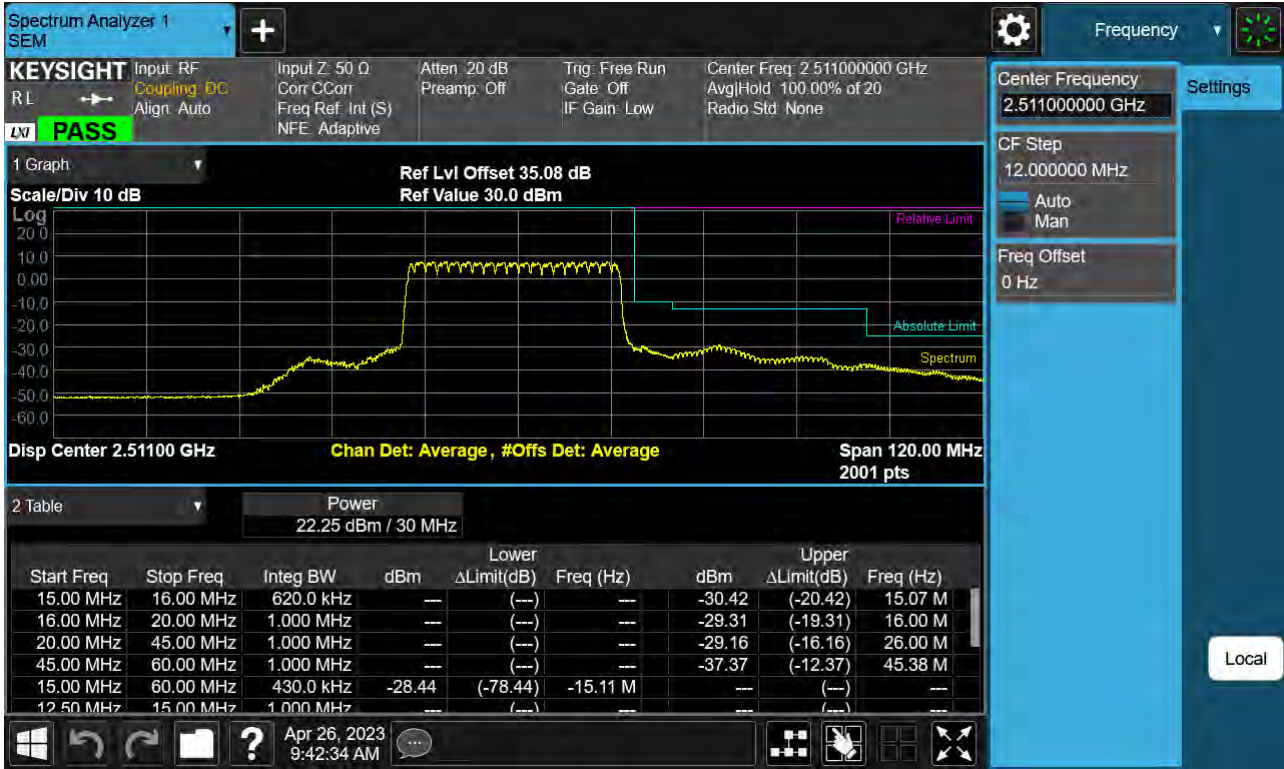 Spectrum Analyzer 1
SEM
+
Frequency
KEYSIGHT
R L
LXI PASS
Input: RF
Coupling: DC
Align: Auto
Input Z: 50 Ω
Corr CCorr
Freq Ref: Int (S)
NFE: Adaptive
Atten: 20 dB
Preamp: Off
Trig: Free Run
Gate: Off
IF Gain: Low
Center Freq: 2.511000000 GHz
Avg|Hold: 100.00% of 20
Radio Std: None
Center Frequency
2.511000000 GHz
Settings
CF Step
12.000000 MHz
Auto
Man
Freq Offset
0 Hz
1 Graph
Scale/Div 10 dB
Ref Lvl Offset 35.08 dB
Ref Value 30.0 dBm
Log
20.0
10.0
0.00
-10.0
-20.0
-30.0
-40.0
-50.0
-60.0
Relative Limit
Absolute Limit
Spectrum
Disp Center 2.51100 GHz
Chan Det: Average , #Offs Det: Average
Span 120.00 MHz
2001 pts
2 Table
Power
22.25 dBm / 30 MHz
Lower Upper
Start Freq Stop Freq Integ BW dBm ΔLimit(dB) Freq (Hz) dBm ΔLimit(dB) Freq (Hz)
15.00 MHz 16.00 MHz 620.0 kHz --- (---) --- -30.42 (-20.42) 15.07 M
16.00 MHz 20.00 MHz 1.000 MHz --- (---) --- -29.31 (-19.31) 16.00 M
20.00 MHz 45.00 MHz 1.000 MHz --- (---) --- -29.16 (-16.16) 26.00 M
45.00 MHz 60.00 MHz 1.000 MHz --- (---) --- -37.37 (-12.37) 45.38 M
15.00 MHz 60.00 MHz 430.0 kHz -28.44 (-78.44) -15.11 M --- (---) ---
12.50 MHz 15.00 MHz 1.000 MHz --- (---) --- --- (---) ---
Local
?
Apr 26, 2023
9:42:34 AM